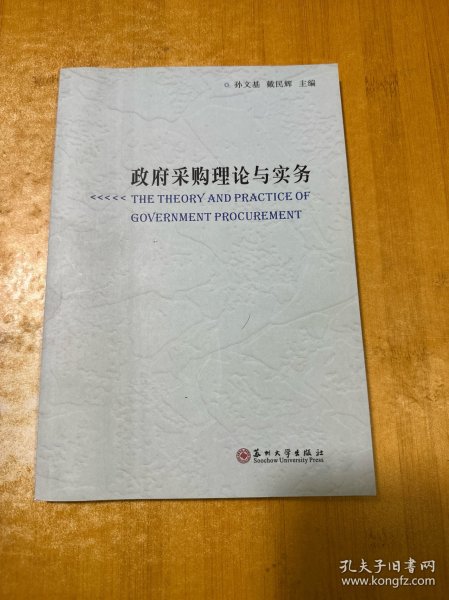 孙文基 戴民辉 主编
政府采购理论与实务
<<<<< THE THEORY AND PRACTICE OF
GOVERNMENT PROCUREMENT
苏州大学出版社
Soochow University Press
孔夫子旧书网
www.kongfz.com